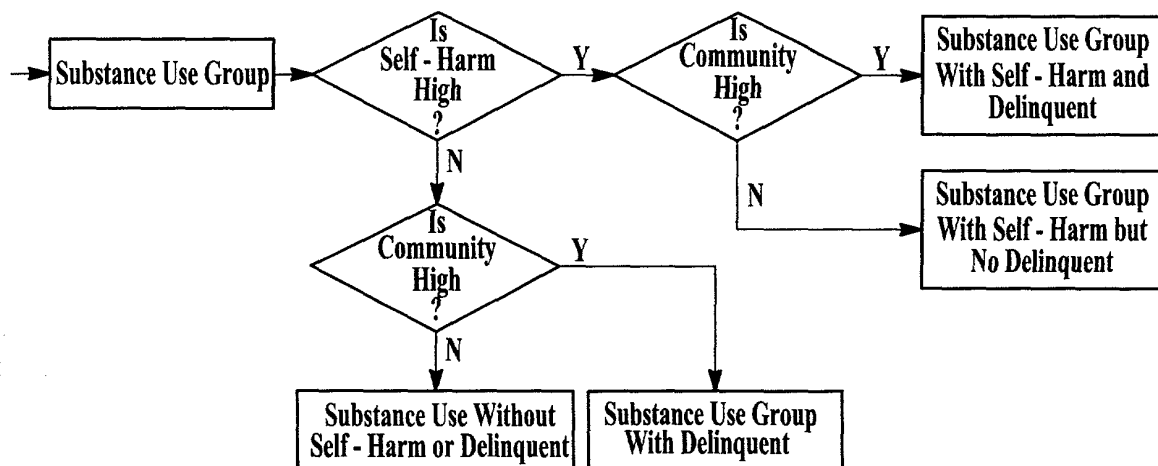 Substance Use Group
Is
Self - Harm
High
?
Y
Is
Community
High
?
Y
Substance Use Group
With Self - Harm and
Delinquent
N
N
Substance Use Group
With Self - Harm but
No Delinquent
Is
Community
High
?
Y
N
Substance Use Without
Self - Harm or Delinquent
Substance Use Group
With Delinquent